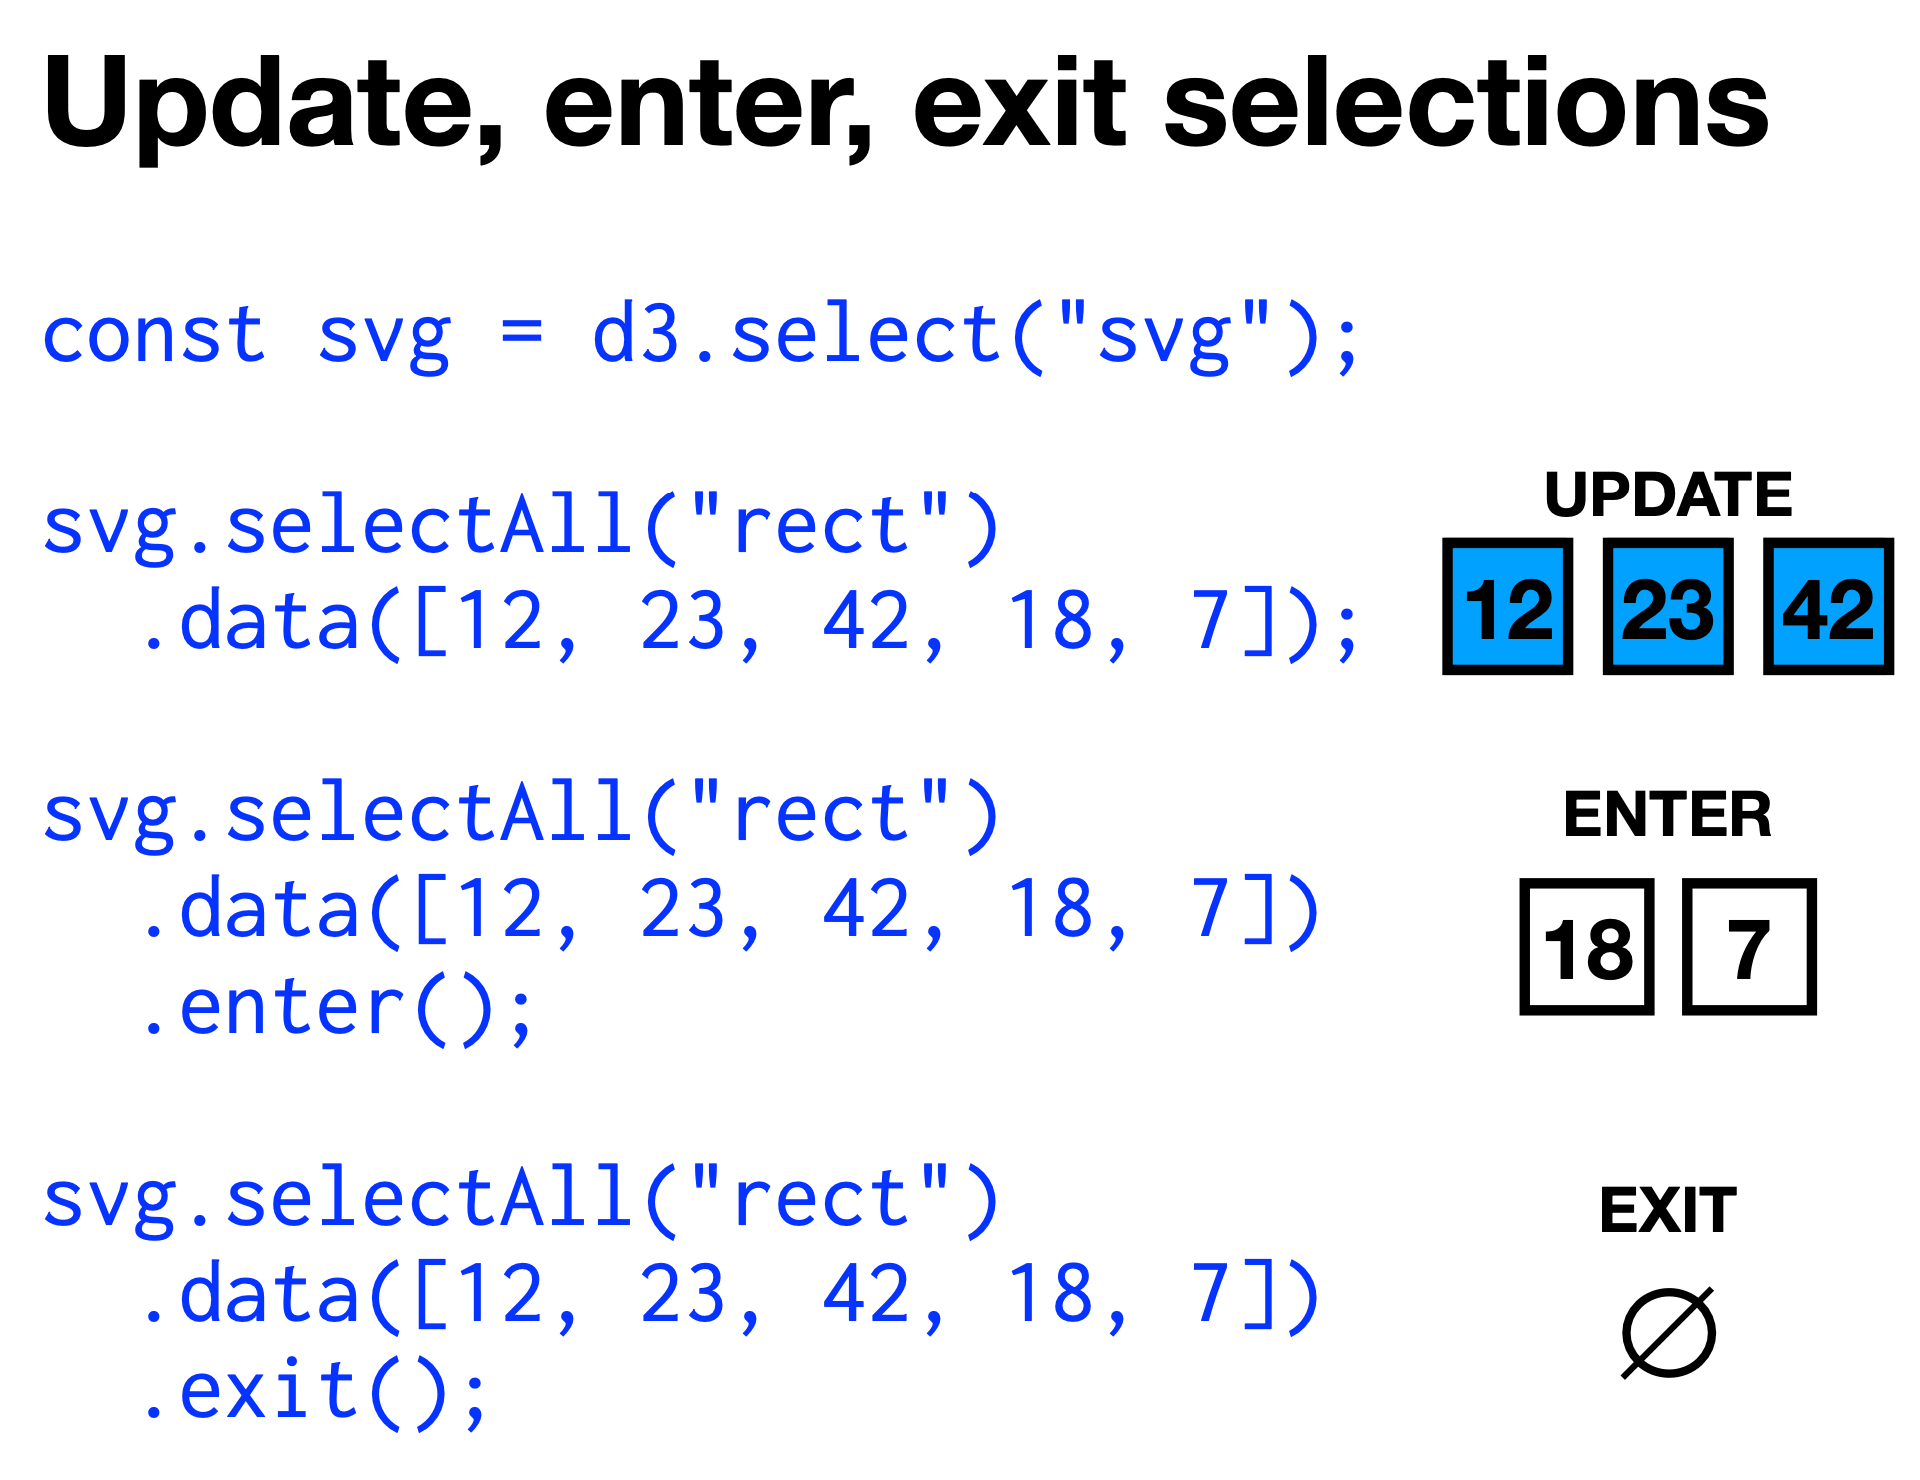 Update, enter, exit selections
const svg = d3.select("svg");
svg.selectAll("rect")
  .data([12, 23, 42, 18, 7]);
UPDATE
12 23 42
svg.selectAll("rect")
  .data([12, 23, 42, 18, 7])
  .enter();
ENTER
18 7
svg.selectAll("rect")
  .data([12, 23, 42, 18, 7])
  .exit();
EXIT
∅